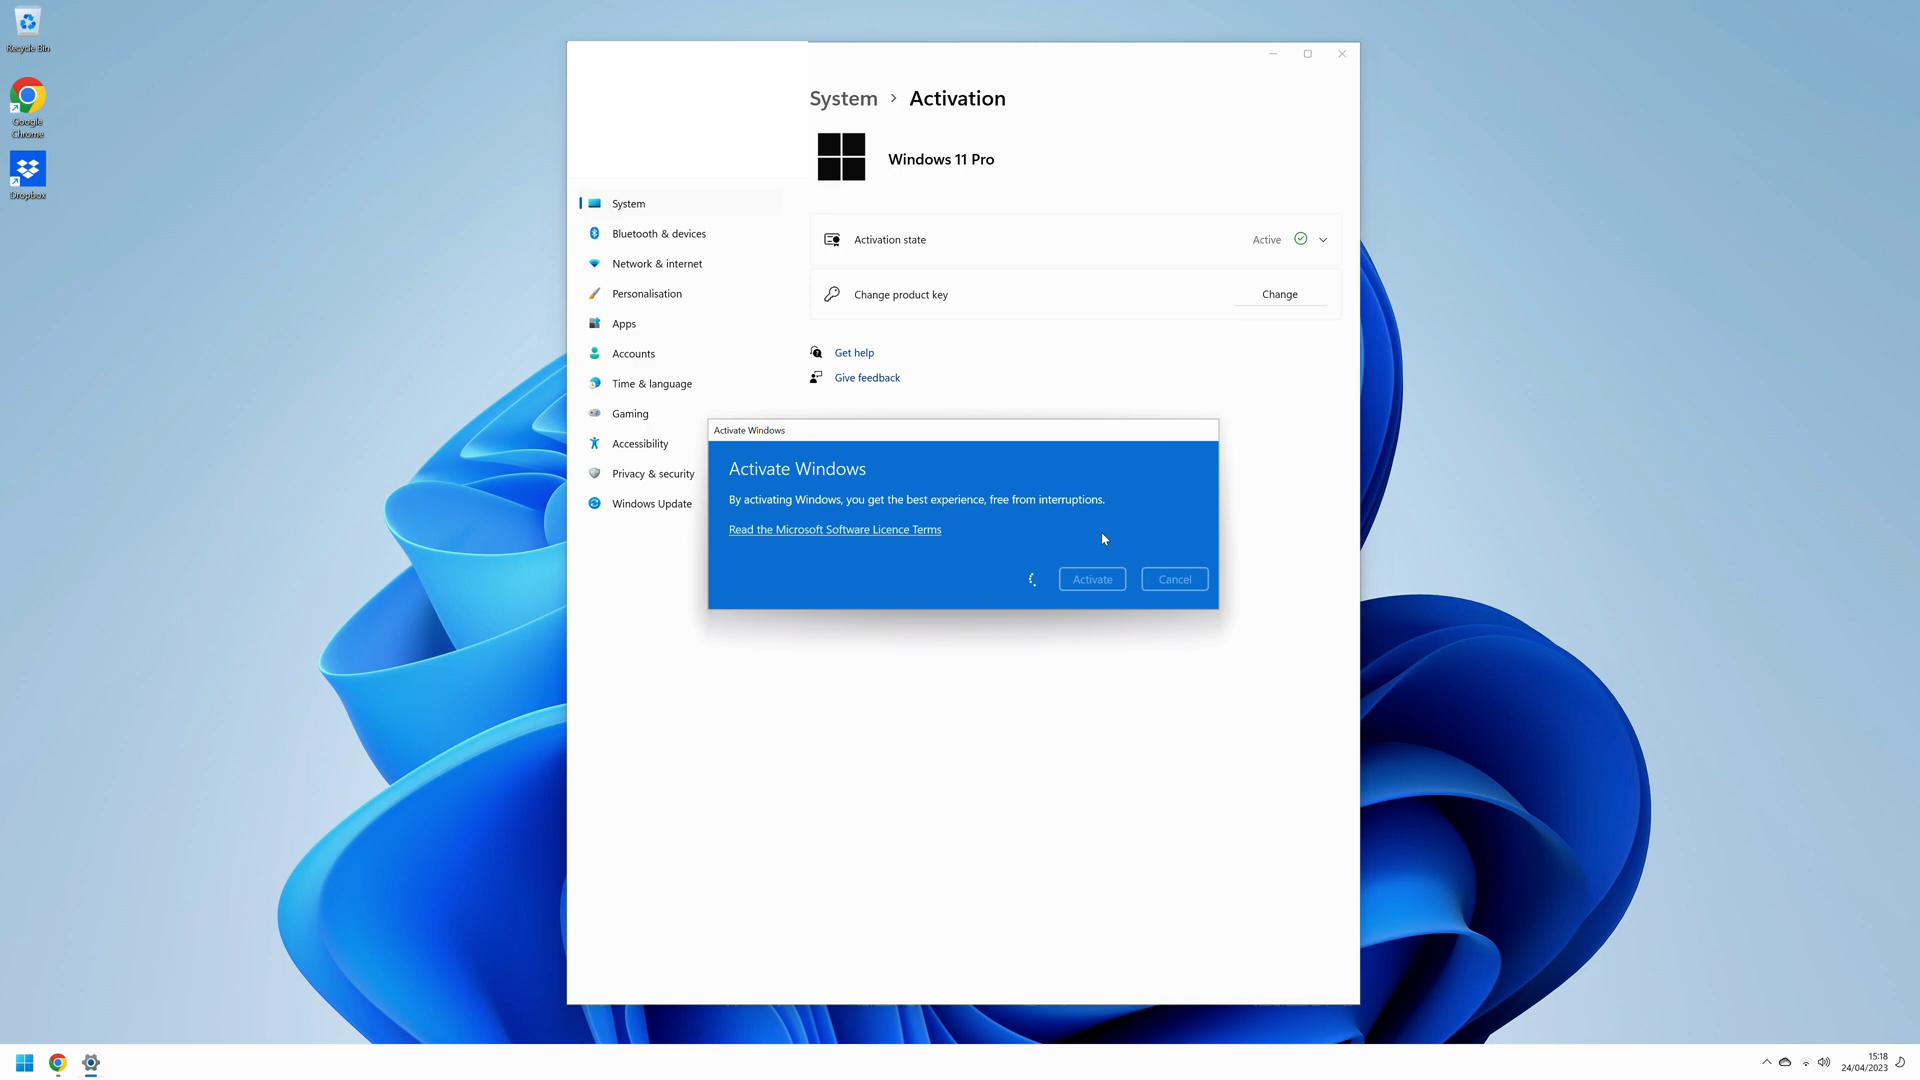 Recycle Bin
Google
Chrome
Dropbox
System > Activation
Windows 11 Pro
System
Bluetooth & devices
Network & internet
Personalisation
Apps
Accounts
Time & language
Gaming
Accessibility
Privacy & security
Windows Update
Activation state
Active
Change product key
Change
Get help
Give feedback
Activate Windows
Activate Windows
By activating Windows, you get the best experience, free from interruptions.
Read the Microsoft Software Licence Terms
Activate
Cancel
15:18
24/04/2023